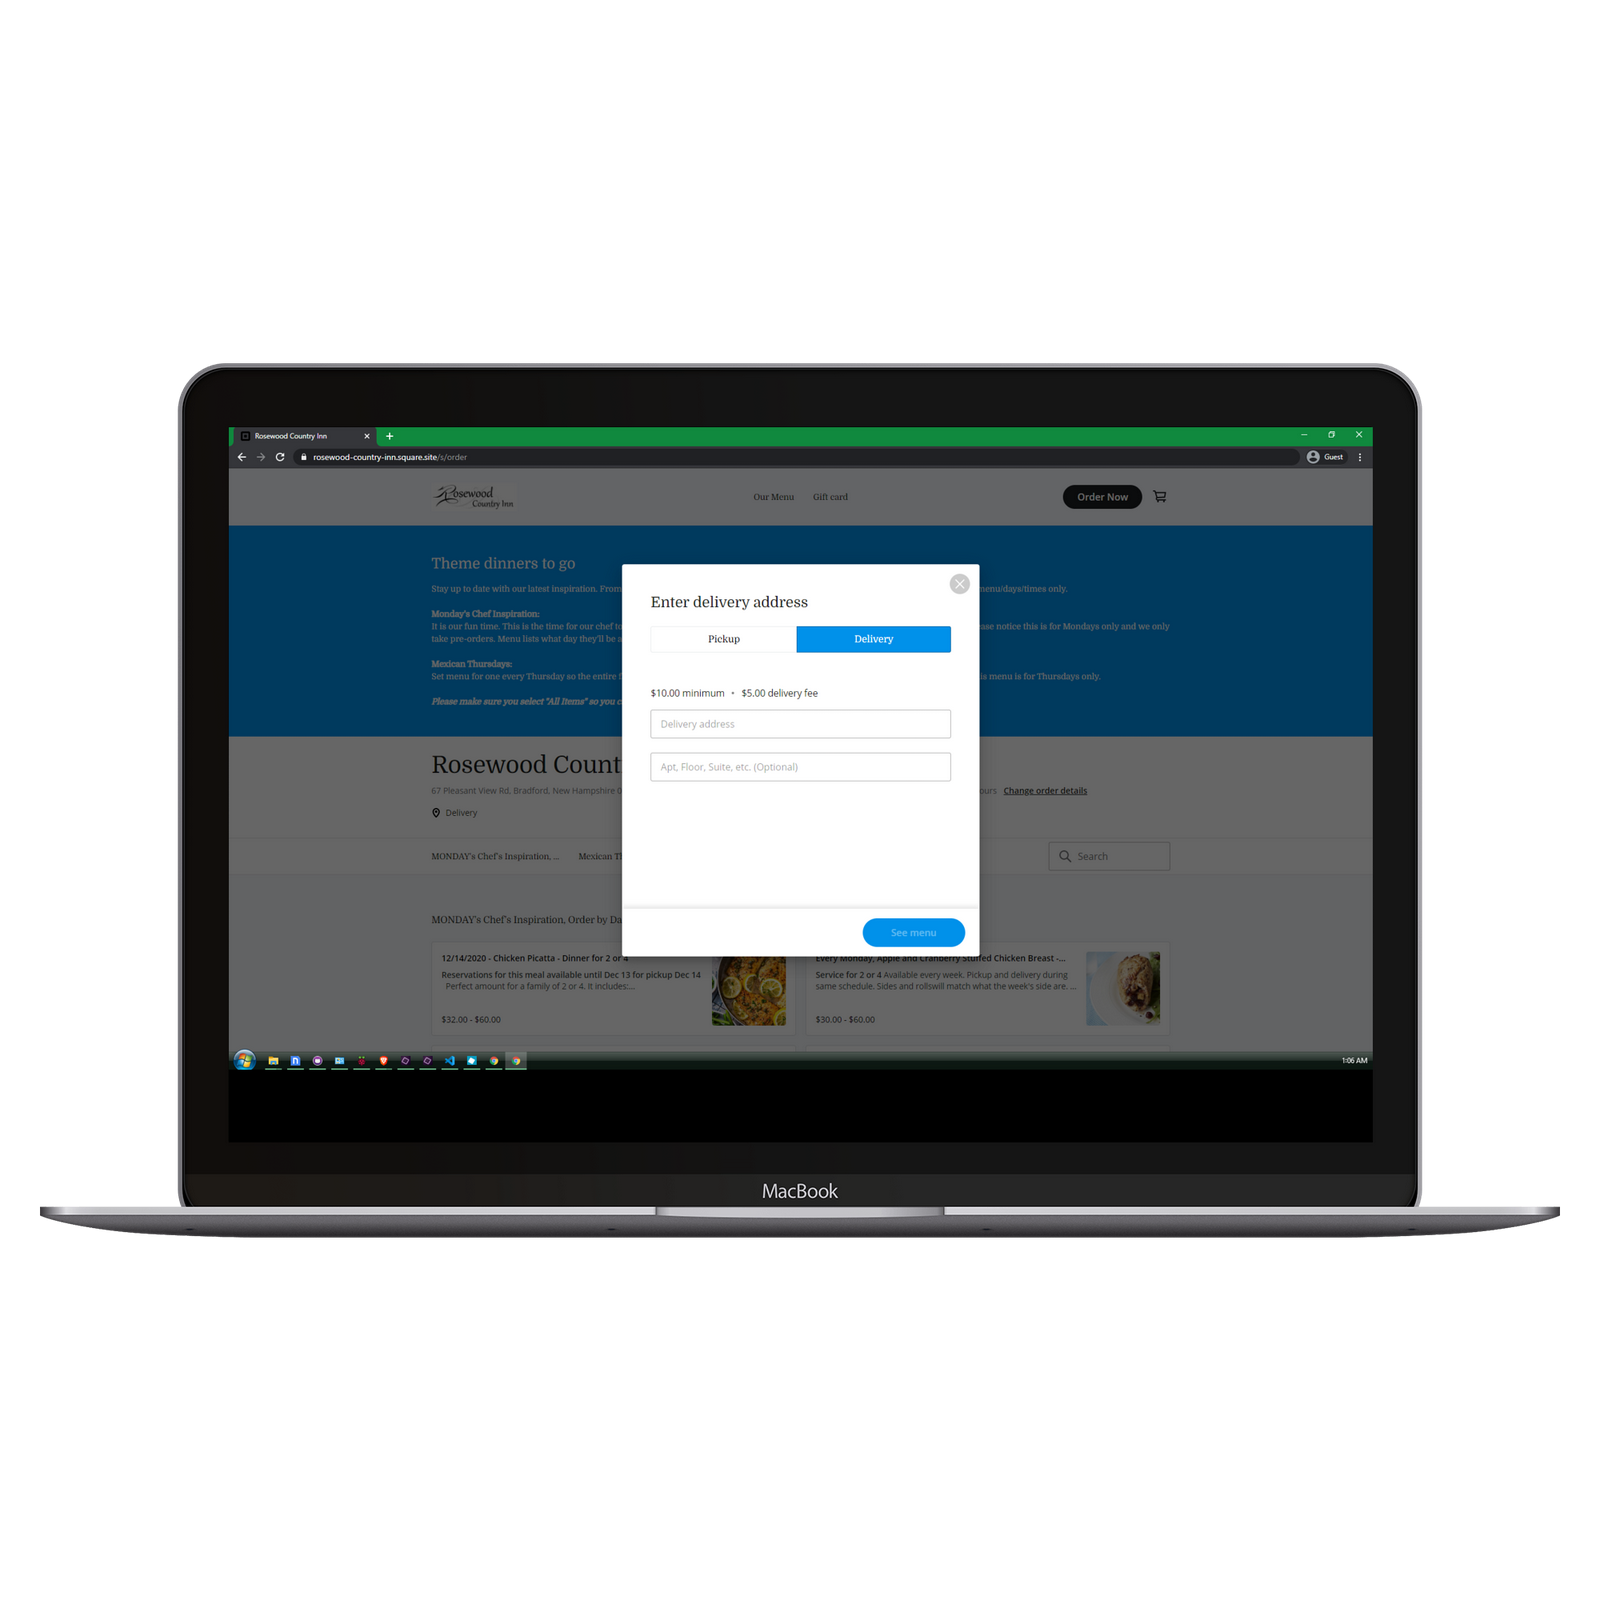 Rosewood Country Inn
rosewood-country-inn.square.site/s/order
Guest
Rosewood
Country Inn
Our Menu
Gift card
Order Now
Theme dinners to go
Stay up to date with our latest inspiration. From
menu/days/times only.
Monday's Chef Inspiration:
It is our fun time. This is the time for our chef to
notice this is for Mondays only and we only
take pre-orders. Menu lists what day they'll be a
Mexican Thursdays:
Set menu for one every Thursday so the entire
menu is for Thursdays only.
Please make sure you select "All Items" so you c
Enter delivery address
Pickup
Delivery
$10.00 minimum • $5.00 delivery fee
Delivery address
Apt, Floor, Suite, etc. (Optional)
See menu
Rosewood Count
67 Pleasant View Rd, Bradford, New Hampshire 0
ours
Change order details
Delivery
MONDAY's Chef's Inspiration, ...
Mexican Th
Search
MONDAY's Chef's Inspiration, Order by Da
12/14/2020 - Chicken Picatta - Dinner for 2 or 4
Reservations for this meal available until Dec 13 for pickup Dec 14
Perfect amount for a family of 2 or 4. It includes:...
$32.00 - $60.00
Every Monday, Apple and Cranberry Stuffed Chicken Breast -...
Service for 2 or 4 Available every week. Pickup and delivery during
same schedule. Sides and rollswill match what the week's side are. ...
$30.00 - $60.00
1:06 AM
MacBook